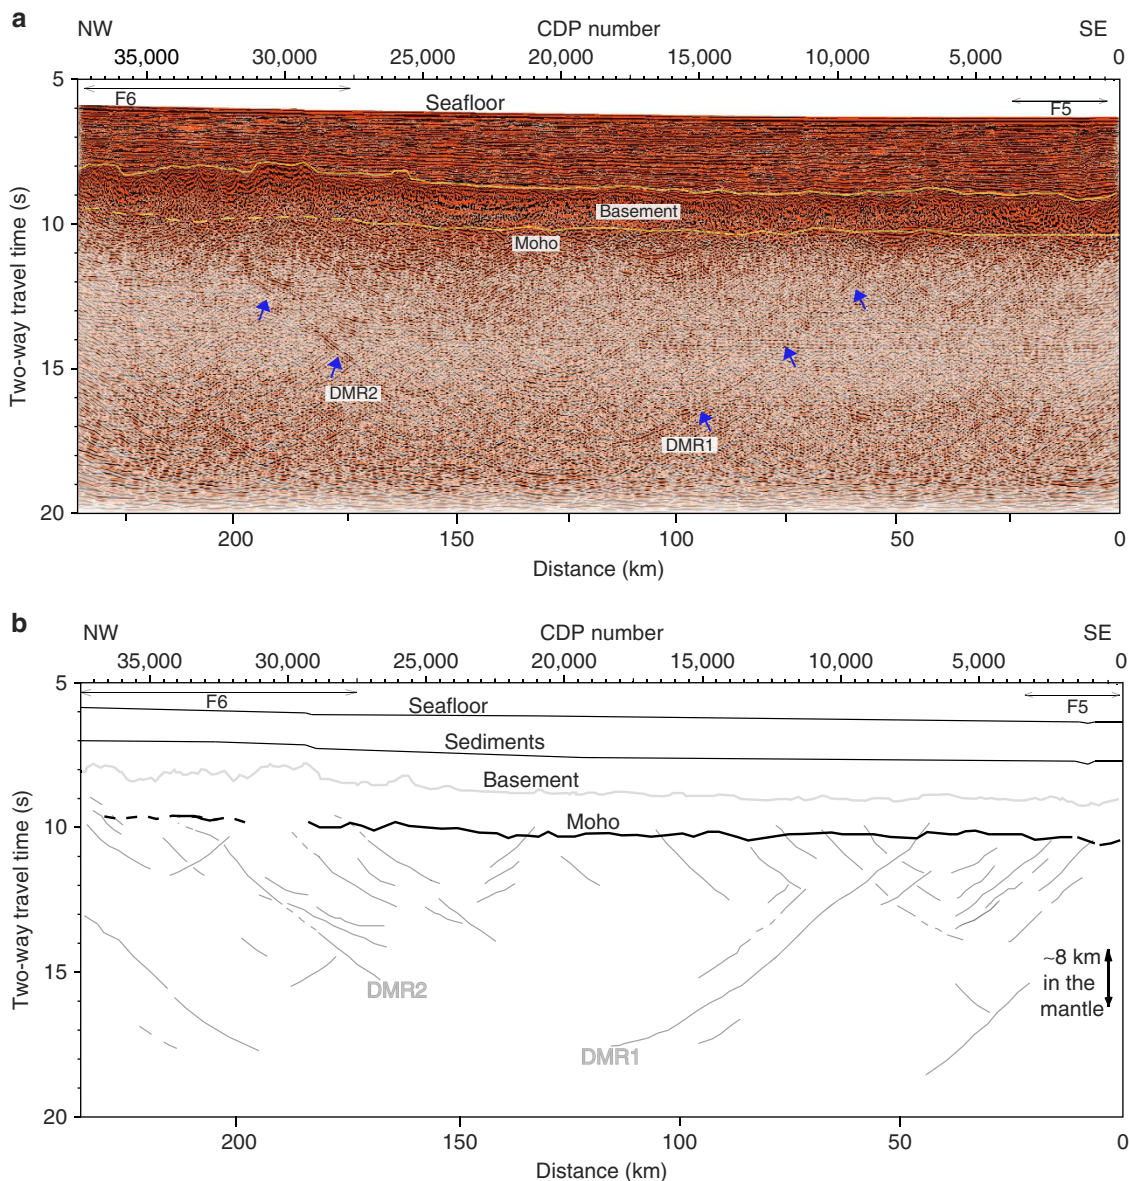 a
NW
CDP number
SE
35,000
30,000
25,000
20,000
15,000
10,000
5,000
0
F6
Seafloor
F5
Basement
Moho
DMR2
DMR1
Two-way travel time (s)
5
10
15
20
200
150
100
50
0
Distance (km)
b
NW
CDP number
SE
35,000
30,000
25,000
20,000
15,000
10,000
5,000
0
F6
Seafloor
F5
Sediments
Basement
Moho
~8 km
in the
mantle
DMR2
DMR1
Two-way travel time (s)
5
10
15
20
200
150
100
50
0
Distance (km)